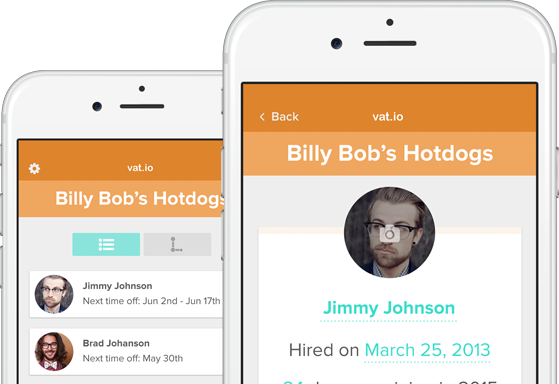 vat.io
Billy Bob's Hotdogs
Jimmy Johnson
Next time off: Jun 2nd - Jun 17th
Brad Johanson
Next time off: May 30th
Back
vat.io
Billy Bob's Hotdogs
Jimmy Johnson
Hired on March 25, 2013